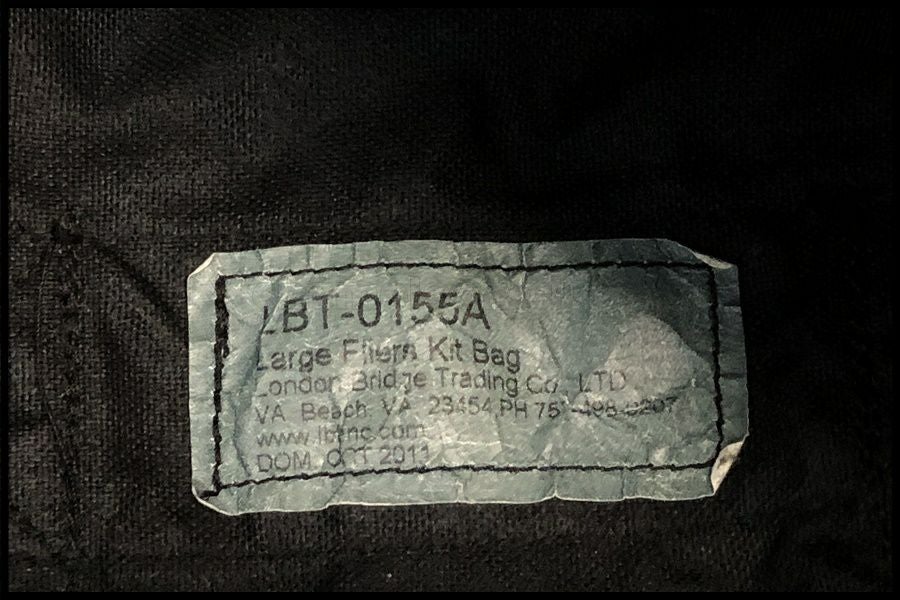 LBT-0155A
Large Fliers Kit Bag
London Bridge Trading Co. LTD
VA. Beach, VA. 23454 PH 757-498-0207
www.lbtinc.com
DOM OCT 2011